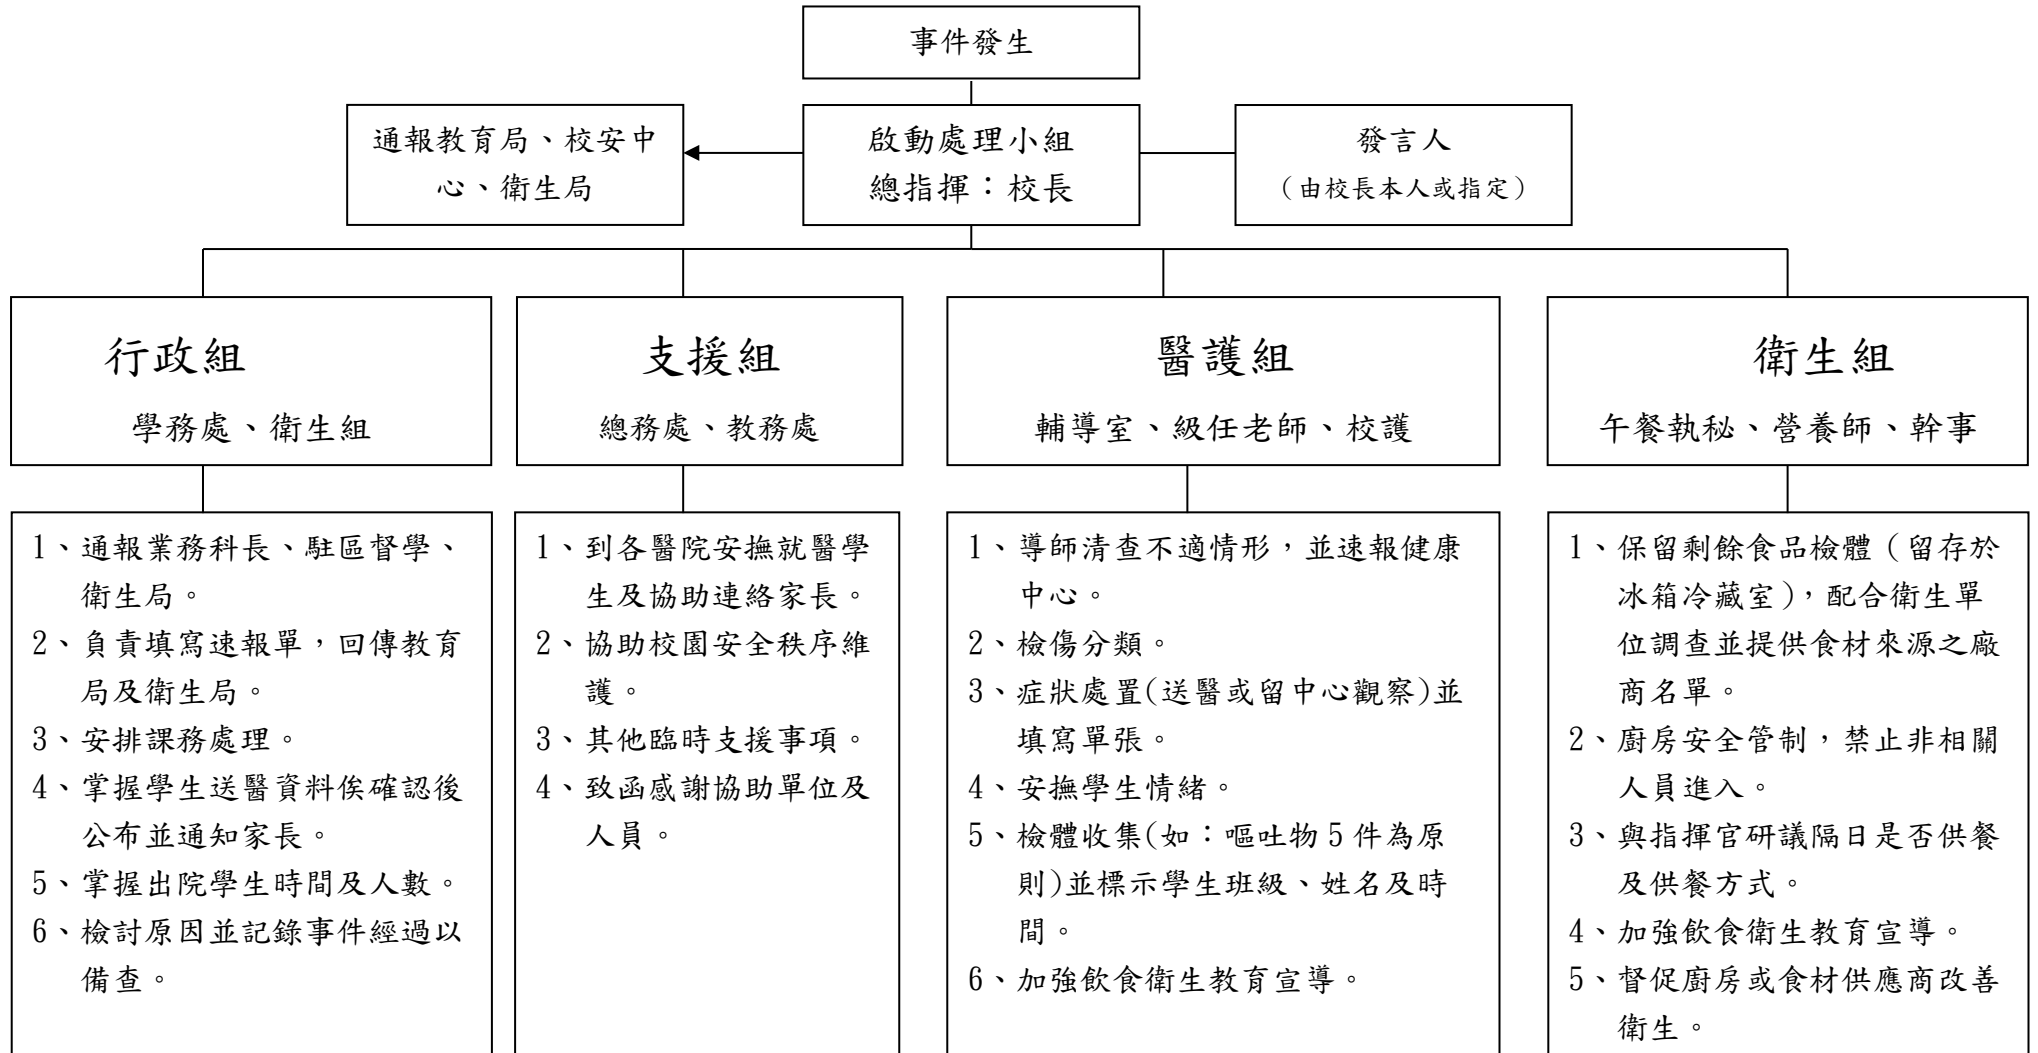 事件發生
通報教育局、校安中
心、衛生局
啟動處理小組
總指揮：校長
發言人
（由校長本人或指定）
行政組
學務處、衛生組
支援組
總務處、教務處
醫護組
輔導室、級任老師、校護
衛生組
午餐執秘、營養師、幹事
1、通報業務科長、駐區督學、
衛生局。
2、負責填寫速報單，回傳教育
局及衛生局。
3、安排課務處理。
4、掌握學生送醫資料俟確認後
公布並通知家長。
5、掌握出院學生時間及人數。
6、檢討原因並記錄事件經過以
備查。
1、到各醫院安撫就醫學
生及協助連絡家長。
2、協助校園安全秩序維
護。
3、其他臨時支援事項。
4、致函感謝協助單位及
人員。
1、導師清查不適情形，並速報健康
中心。
2、檢傷分類。
3、症狀處置(送醫或留中心觀察)並
填寫單張。
4、安撫學生情緒。
5、檢體收集(如：嘔吐物 5 件為原
則)並標示學生班級、姓名及時
間。
6、加強飲食衛生教育宣導。
1、保留剩餘食品檢體（留存於
冰箱冷藏室），配合衛生單
位調查並提供食材來源之廠
商名單。
2、廚房安全管制，禁止非相關
人員進入。
3、與指揮官研議隔日是否供餐
及供餐方式。
4、加強飲食衛生教育宣導。
5、督促廚房或食材供應商改善
衛生。